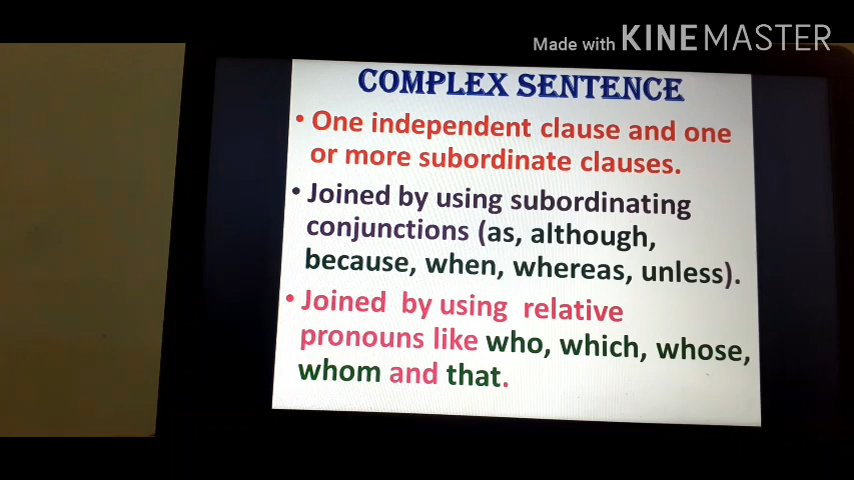 Made with KINEMASTER
COMPLEX SENTENCE
• One independent clause and one
or more subordinate clauses.
• Joined by using subordinating
conjunctions (as, although,
because, when, whereas, unless).
• Joined by using relative
pronouns like who, which, whose,
whom and that.